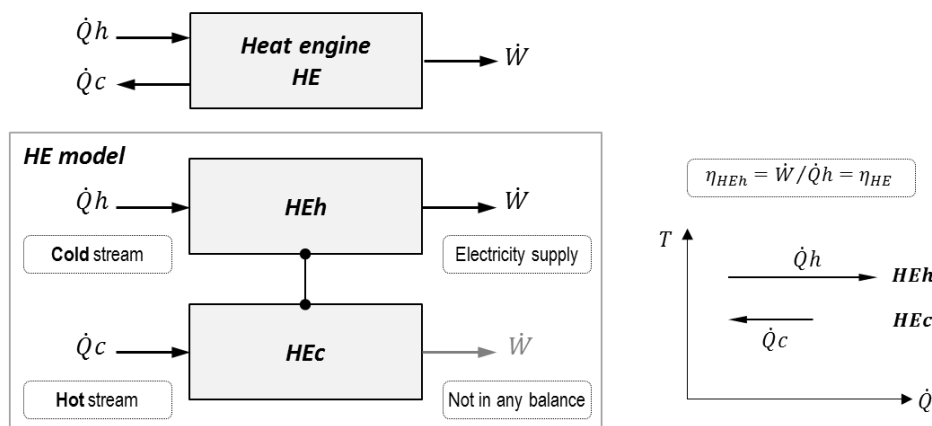 Q̇h
Heat engine
HE
Ẇ
Q̇c
HE model
Q̇h
HEh
Ẇ
Cold stream
Electricity supply
Q̇c
HEc
Ẇ
Hot stream
Not in any balance
η_HEh = Ẇ/Q̇h = η_HE
T
Q̇h
HEh
HEc
Q̇c
Q̇